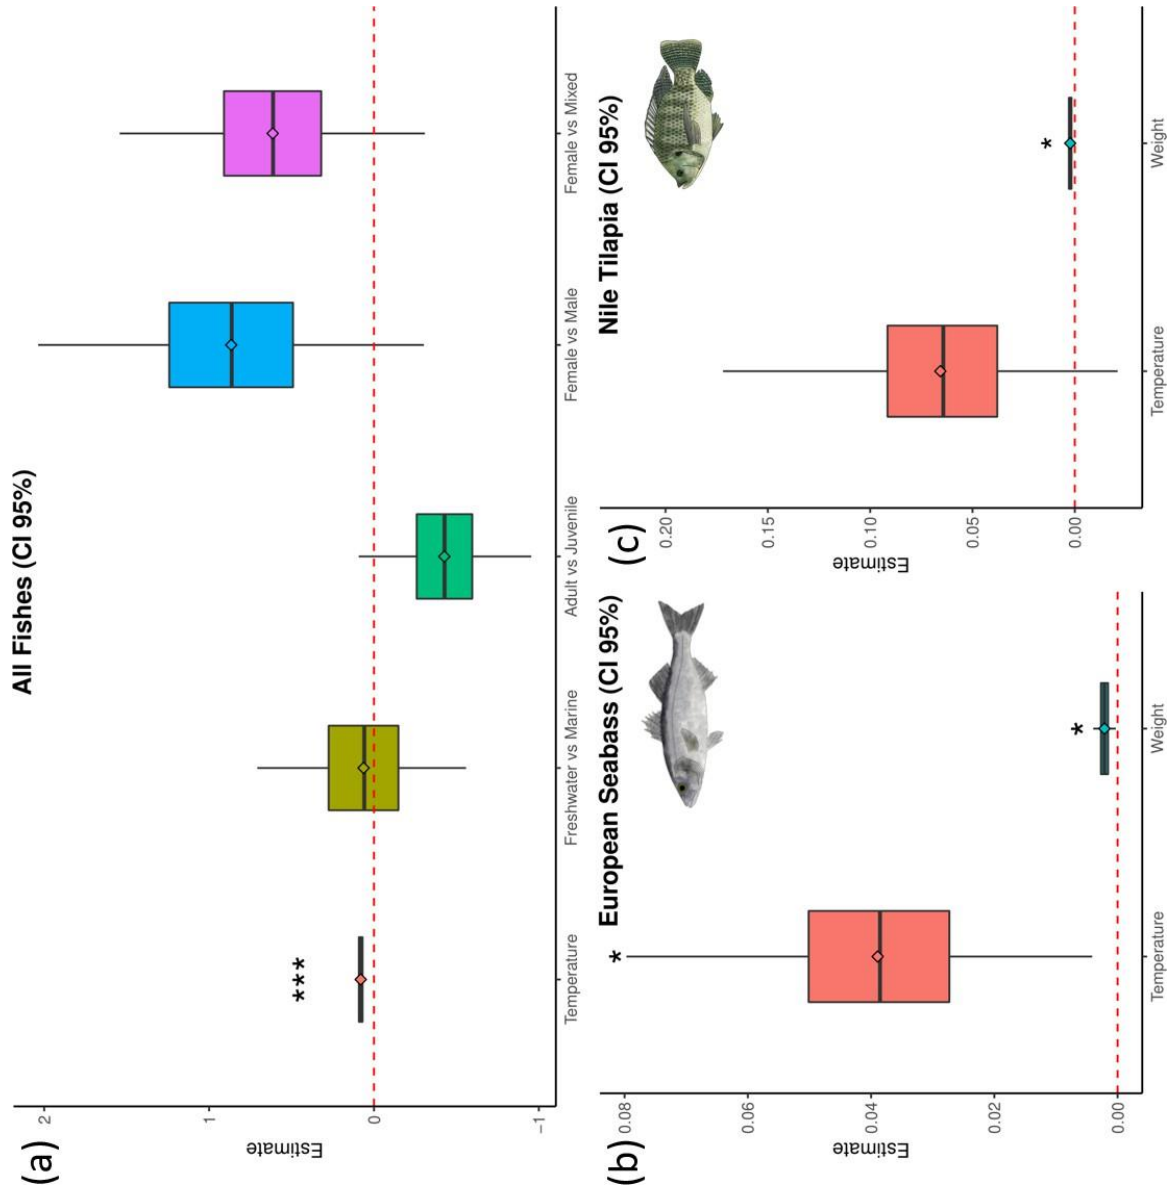 (a)
All Fishes (CI 95%)
Estimate
2
1
0
-1
***
Temperature
Freshwater vs Marine
Adult vs Juvenile
Female vs Male
Female vs Mixed
(b)
European Seabass (CI 95%)
Estimate
0.08
0.06
0.04
0.02
0.00
*
*
Temperature
Weight
(c)
Nile Tilapia (CI 95%)
Estimate
0.20
0.15
0.10
0.05
0.00
*
Temperature
Weight